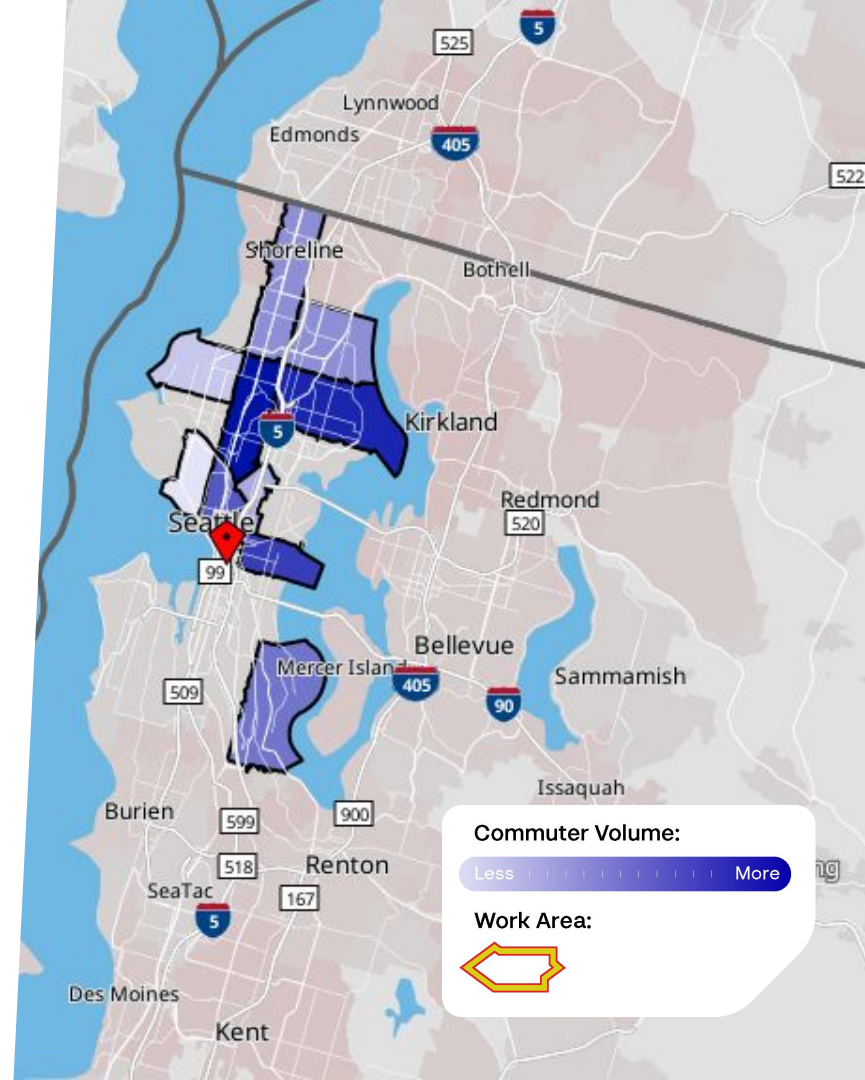 5
525
Lynnwood
Edmonds
405
522
Shoreline
Bothell
5
Kirkland
Redmond
520
Seattle
99
Bellevue
Mercer Island
405
Sammamish
509
90
Issaquah
Burien
599
900
518
Renton
SeaTac
167
5
Des Moines
Kent
Commuter Volume:
Less More
ng
Work Area: